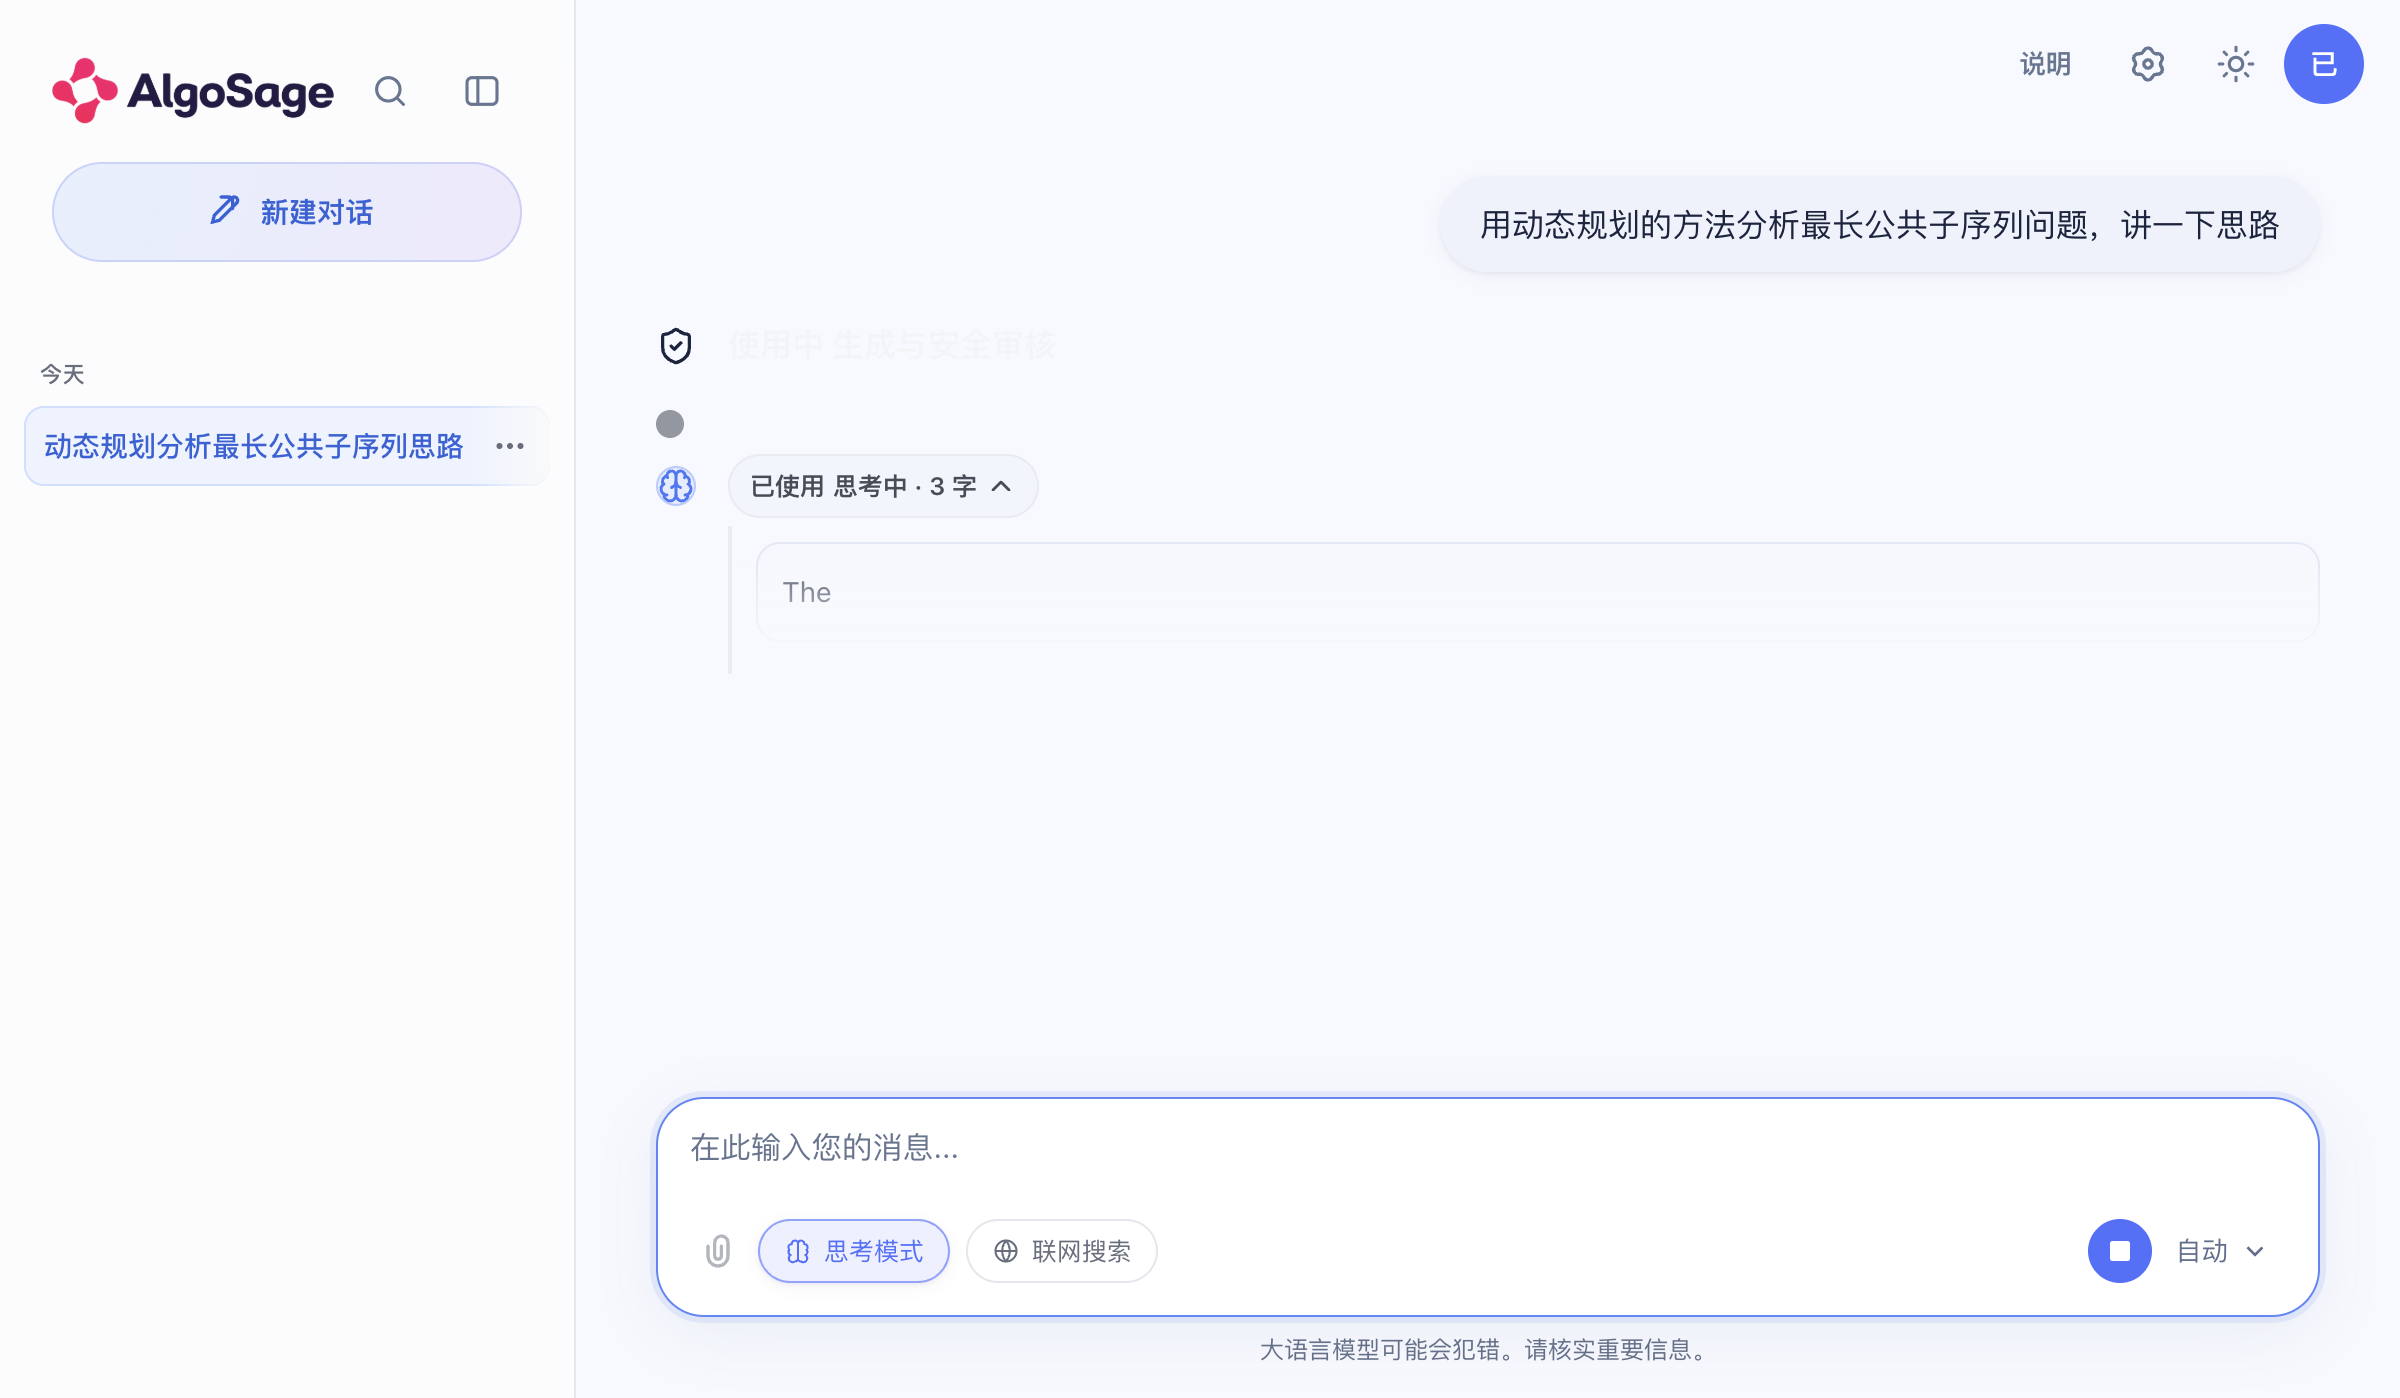 AlgoSage
新建对话
今天
动态规划分析最长公共子序列思路
说明
已
用动态规划的方法分析最长公共子序列问题，讲一下思路
使用中 生成与安全审核
已使用 思考中 · 3 字
The
在此输入您的消息...
思考模式
联网搜索
自动
大语言模型可能会犯错。请核实重要信息。